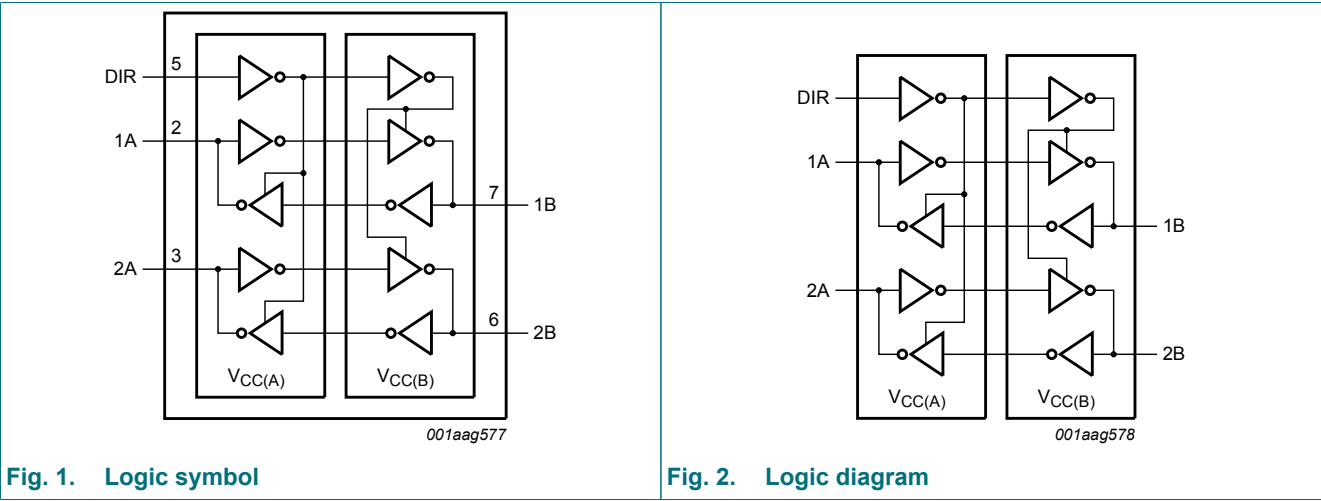 DIR
5
1A
2
7
1B
2A
3
6
2B
VCC(A)
VCC(B)
001aag577
Fig. 1. Logic symbol
DIR
1A
1B
2A
2B
VCC(A)
VCC(B)
001aag578
Fig. 2. Logic diagram